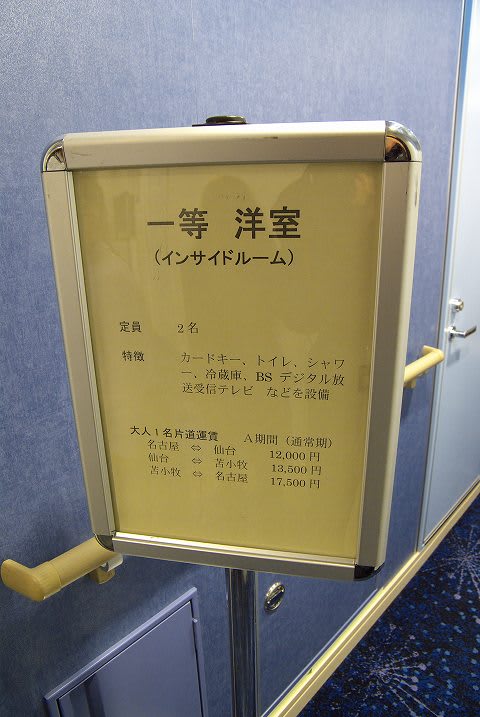 一等 洋室
（インサイドルーム）
定員 2名
特徴 カードキー、トイレ、シャワ
ー、冷蔵庫、BS デジタル放
送受信テレビ などを設備
大人1名片道運賃 A期間（通常期）
名古屋 ⇔ 仙台 12,000円
仙台 ⇔ 苫小牧 13,500円
苫小牧 ⇔ 名古屋 17,500円